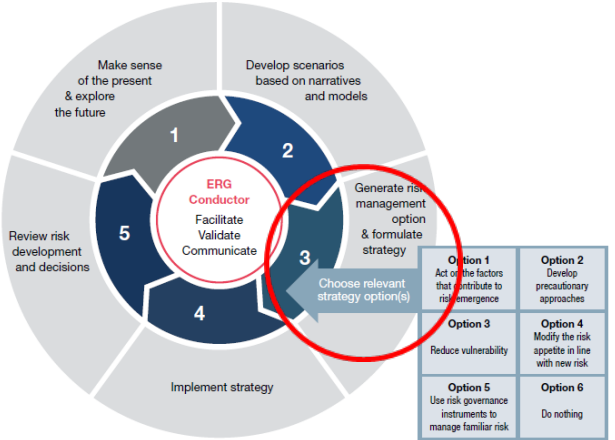 Make sense
of the present
& explore
the future
1
Develop scenarios
based on narratives
and models
2
ERG
Conductor
Facilitate
Validate
Communicate
Generate risk
management
option
& formulate
strategy
3
Choose relevant
strategy option(s)
Option 1
Act on the factors
that contribute to
risk emergence
Option 2
Develop
precautionary
approaches
Option 3
Reduce vulnerability
Option 4
Modify the risk
appetite in line
with new risk
Option 5
Use risk governance
instruments to
manage familiar risk
Option 6
Do nothing
4
Implement strategy
5
Review risk
development
and decisions